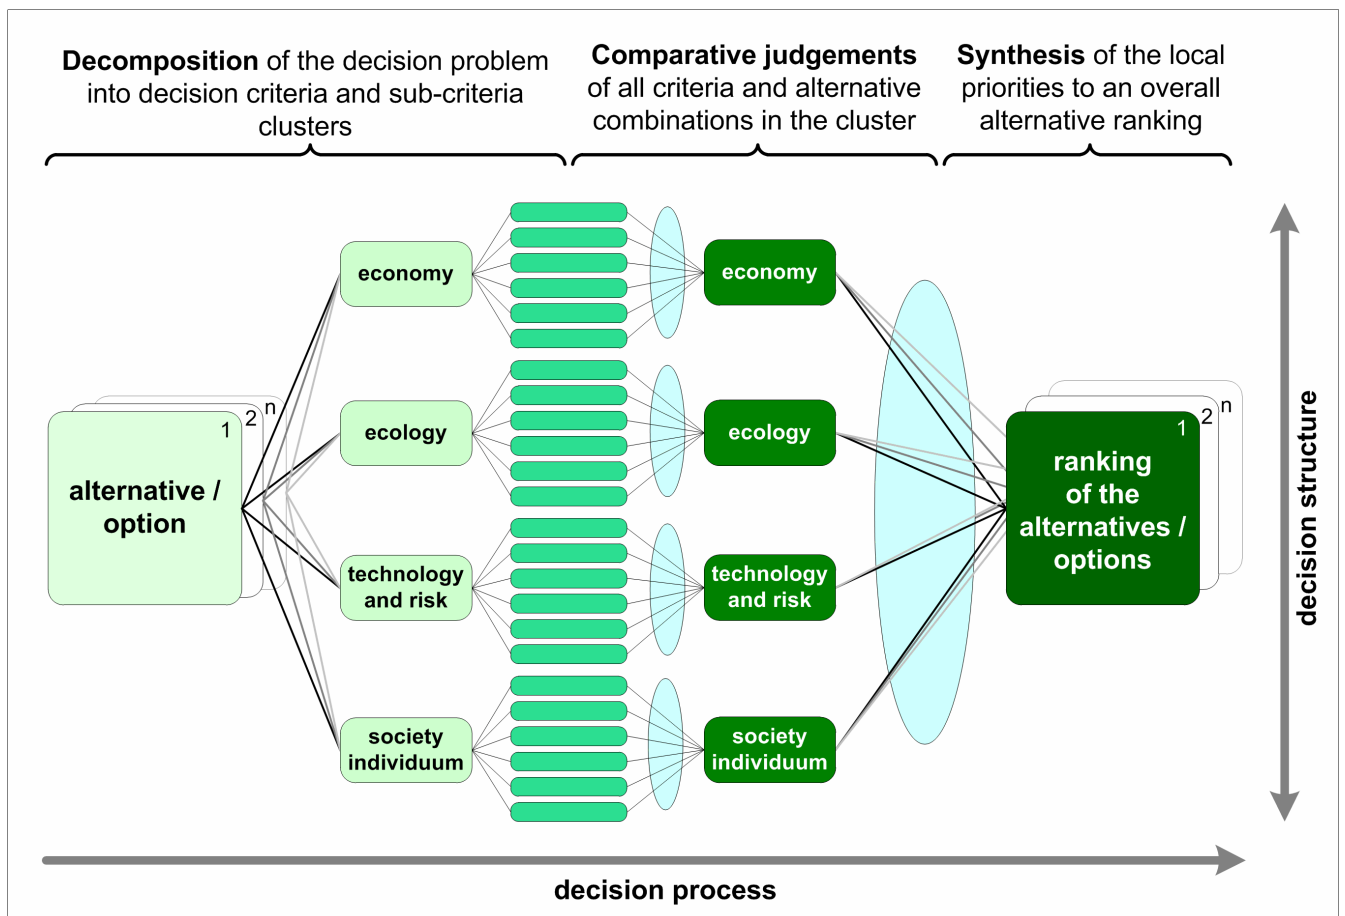 Decomposition of the decision problem
into decision criteria and sub-criteria
clusters
Comparative judgements
of all criteria and alternative
combinations in the cluster
Synthesis of the local
priorities to an overall
alternative ranking
1
2
n
alternative /
option
economy
ecology
technology
and risk
society
individuum
economy
ecology
technology
and risk
society
individuum
1
2
n
ranking
of the
alternatives /
options
decision structure
decision process